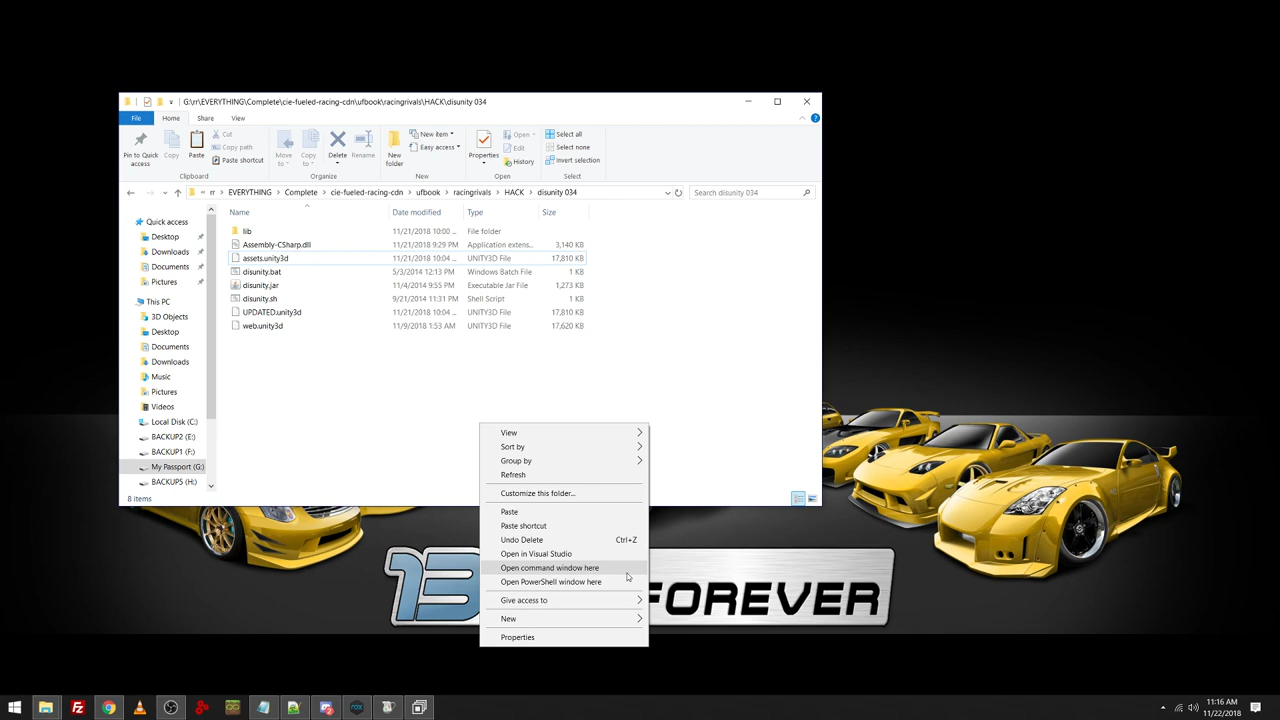 G:\rr\EVERYTHING\Complete\cie-fueled-racing-cdn\ufbook\racingrivals\HACK\disunity 034
File Home Share View
Pin to Quick access
Copy
Paste
Cut
Copy path
Paste shortcut
Clipboard
Move to
Copy to
Delete
Rename
Organize
New folder
New item
Easy access
New
Properties
Open
Edit
History
Open
Select all
Select none
Invert selection
Select
« rr › EVERYTHING › Complete › cie-fueled-racing-cdn › ufbook › racingrivals › HACK › disunity 034
Search disunity 034
Quick access
Desktop
Downloads
Documents
Pictures
This PC
3D Objects
Desktop
Documents
Downloads
Music
Pictures
Videos
Local Disk (C:)
BACKUP2 (E:)
BACKUP1 (F:)
My Passport (G:)
BACKUP5 (H:)
Name Date modified Type Size
lib 11/21/2018 10:00 ... File folder
Assembly-CSharp.dll 11/21/2018 9:29 PM Application extens... 3,140 KB
assets.unity3d 11/21/2018 10:04 ... UNITY3D File 17,810 KB
disunity.bat 5/3/2014 12:13 PM Windows Batch File 1 KB
disunity.jar 11/4/2014 9:55 PM Executable Jar File 1,273 KB
disunity.sh 9/21/2014 11:31 PM Shell Script 1 KB
UPDATED.unity3d 11/21/2018 10:04 ... UNITY3D File 17,810 KB
web.unity3d 11/9/2018 1:53 AM UNITY3D File 17,620 KB
8 items
View
Sort by
Group by
Refresh
Customize this folder...
Paste
Paste shortcut
Undo Delete Ctrl+Z
Open in Visual Studio
Open command window here
Open PowerShell window here
Give access to
New
Properties
13 FOREVER
11:16 AM
11/22/2018